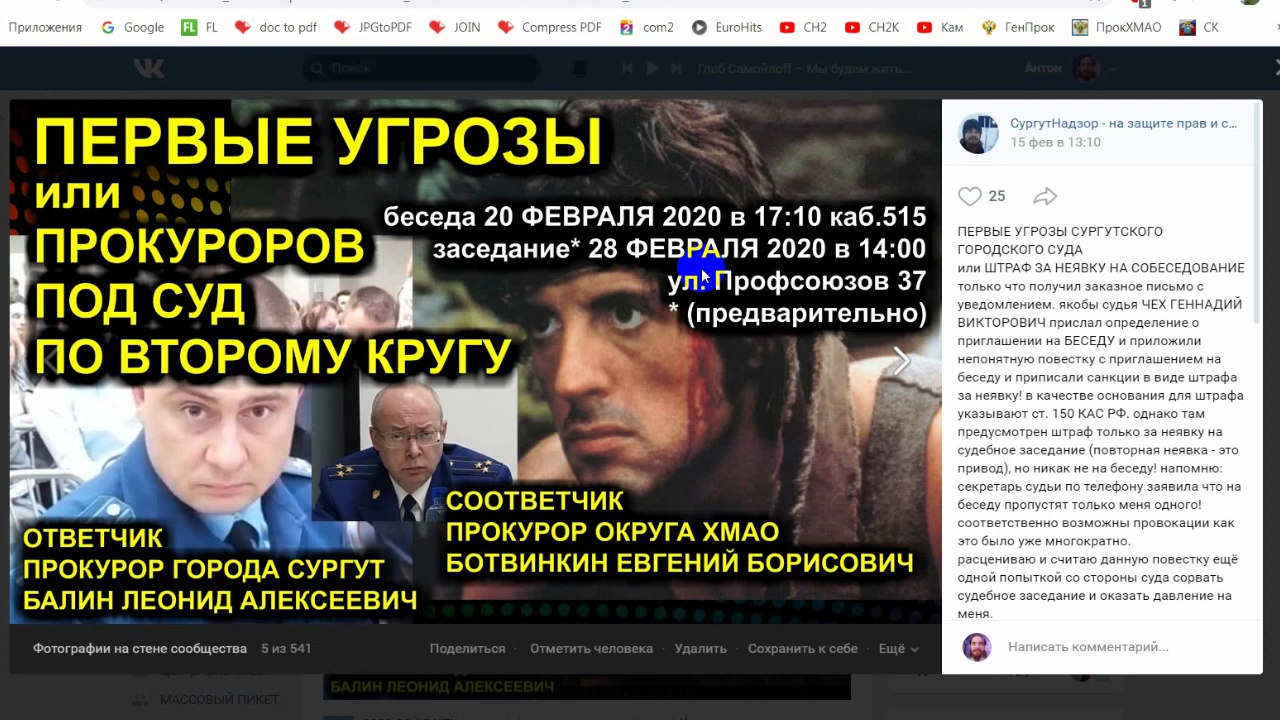 Приложения
Google
FL
FL
doc to pdf
JPGtoPDF
JOIN
Compress PDF
2
com2
EuroHits
CH2
CH2K
Кам
ГенПрок
ПрокХМАО
СК
1
Поиск
Глеб Самойлоff – Мы будем жить...
Антон
ПЕРВЫЕ УГРОЗЫ
или
ПРОКУРОРОВ
ПОД СУД
ПО ВТОРОМУ КРУГУ
беседа 20 ФЕВРАЛЯ 2020 в 17:10 каб.515
заседание* 28 ФЕВРАЛЯ 2020 в 14:00
ул. Профсоюзов 37
* (предварительно)
ОТВЕТЧИК
ПРОКУРОР ГОРОДА СУРГУТ
БАЛИН ЛЕОНИД АЛЕКСЕЕВИЧ
СООТВЕТЧИК
ПРОКУРОР ОКРУГА ХМАО
БОТВИНКИН ЕВГЕНИЙ БОРИСОВИЧ
СургутНадзор - на защите прав и с...
15 фев в 13:10
25
ПЕРВЫЕ УГРОЗЫ СУРГУТСКОГО
ГОРОДСКОГО СУДА
или ШТРАФ ЗА НЕЯВКУ НА СОБЕСЕДОВАНИЕ
только что получил заказное письмо с
уведомлением. якобы судья ЧЕХ ГЕННАДИЙ
ВИКТОРОВИЧ прислал определение о
приглашении на БЕСЕДУ и приложили
непонятную повестку с приглашением на
беседу и приписали санкции в виде штрафа
за неявку! в качестве основания для штрафа
указывают ст. 150 КАС РФ. однако там
предусмотрен штраф только за неявку на
судебное заседание (повторная неявка - это
привод), но никак не на беседу! напомню:
секретарь судьи по телефону заявила что на
беседу пропустят только меня одного!
соответственно возможны провокации как
это было уже многократно.
расцениваю и считаю данную повестку ещё
одной попыткой со стороны суда сорвать
судебное заседание и оказать давление на
меня.
Фотографии на стене сообщества
5 из 541
Поделиться
Отметить человека
Удалить
Сохранить к себе
Ещё
Написать комментарий...
МАССОВЫЙ ПИКЕТ
БАЛИН ЛЕОНИД АЛЕКСЕЕВИЧ